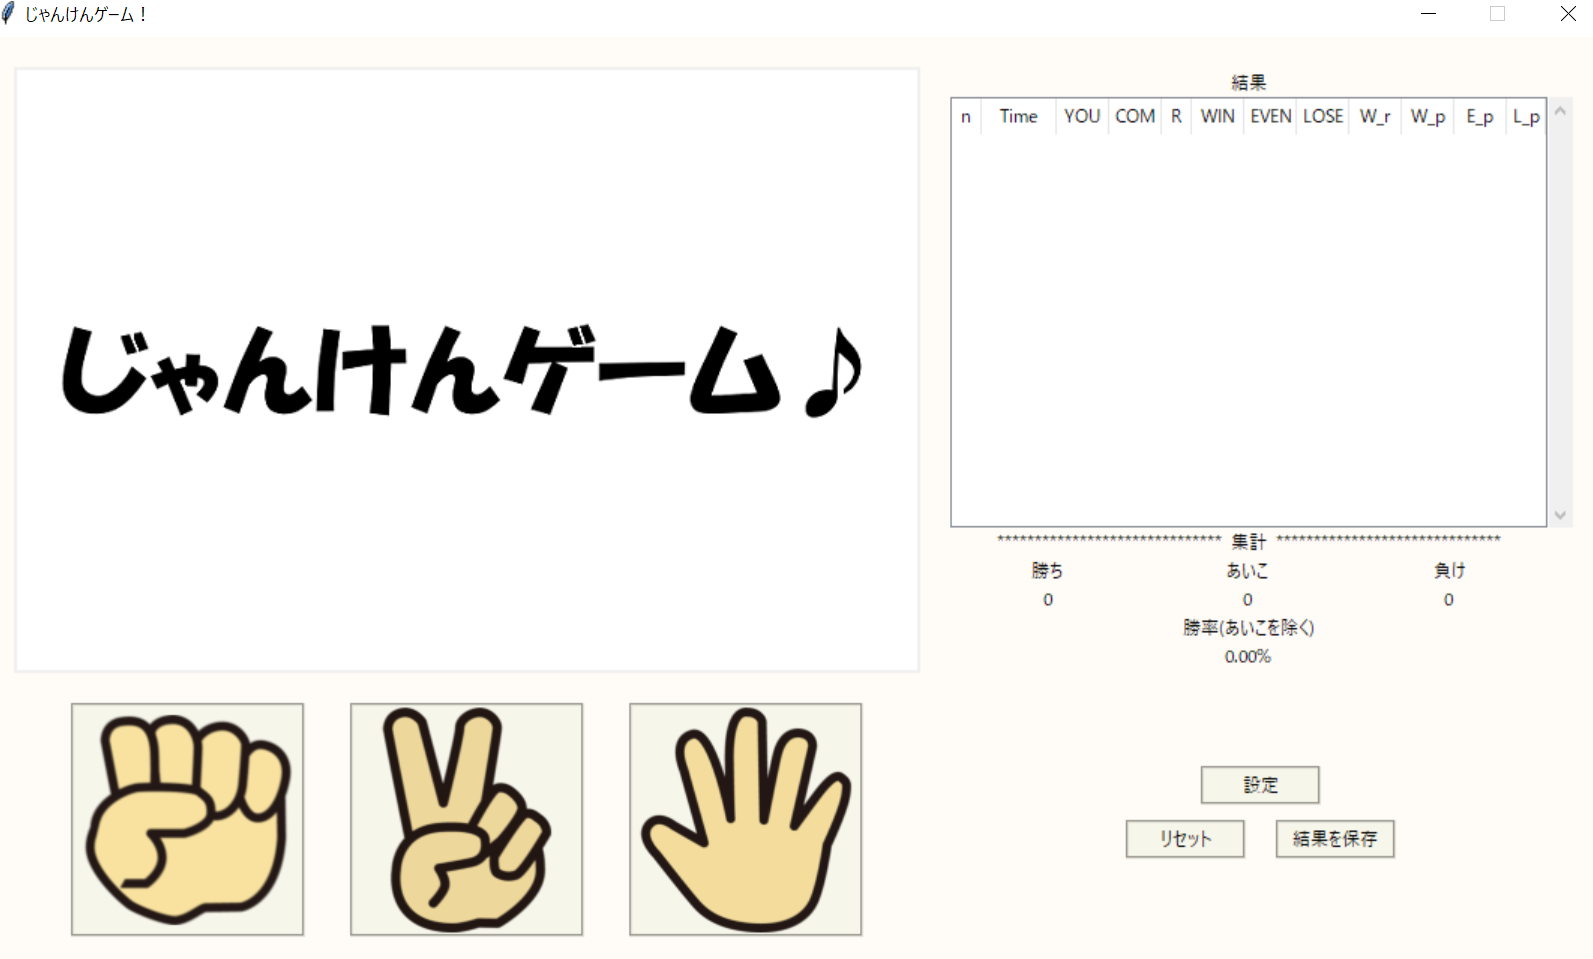 じゃんけんゲーム！
じゃんけんゲーム♪
結果
n Time YOU COM R WIN EVEN LOSE W_r W_p E_p L_p
****************************** 集計 ******************************
勝ち あいこ 負け
0 0 0
勝率(あいこを除く)
0.00%
設定
リセット 結果を保存